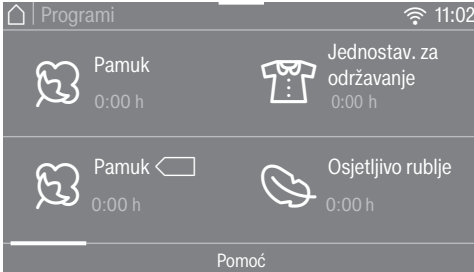 Programi 11:02
Pamuk
0:00 h
Jednostav. za
održavanje
0:00 h
Pamuk
0:00 h
Osjetljivo rublje
0:00 h
Pomoć